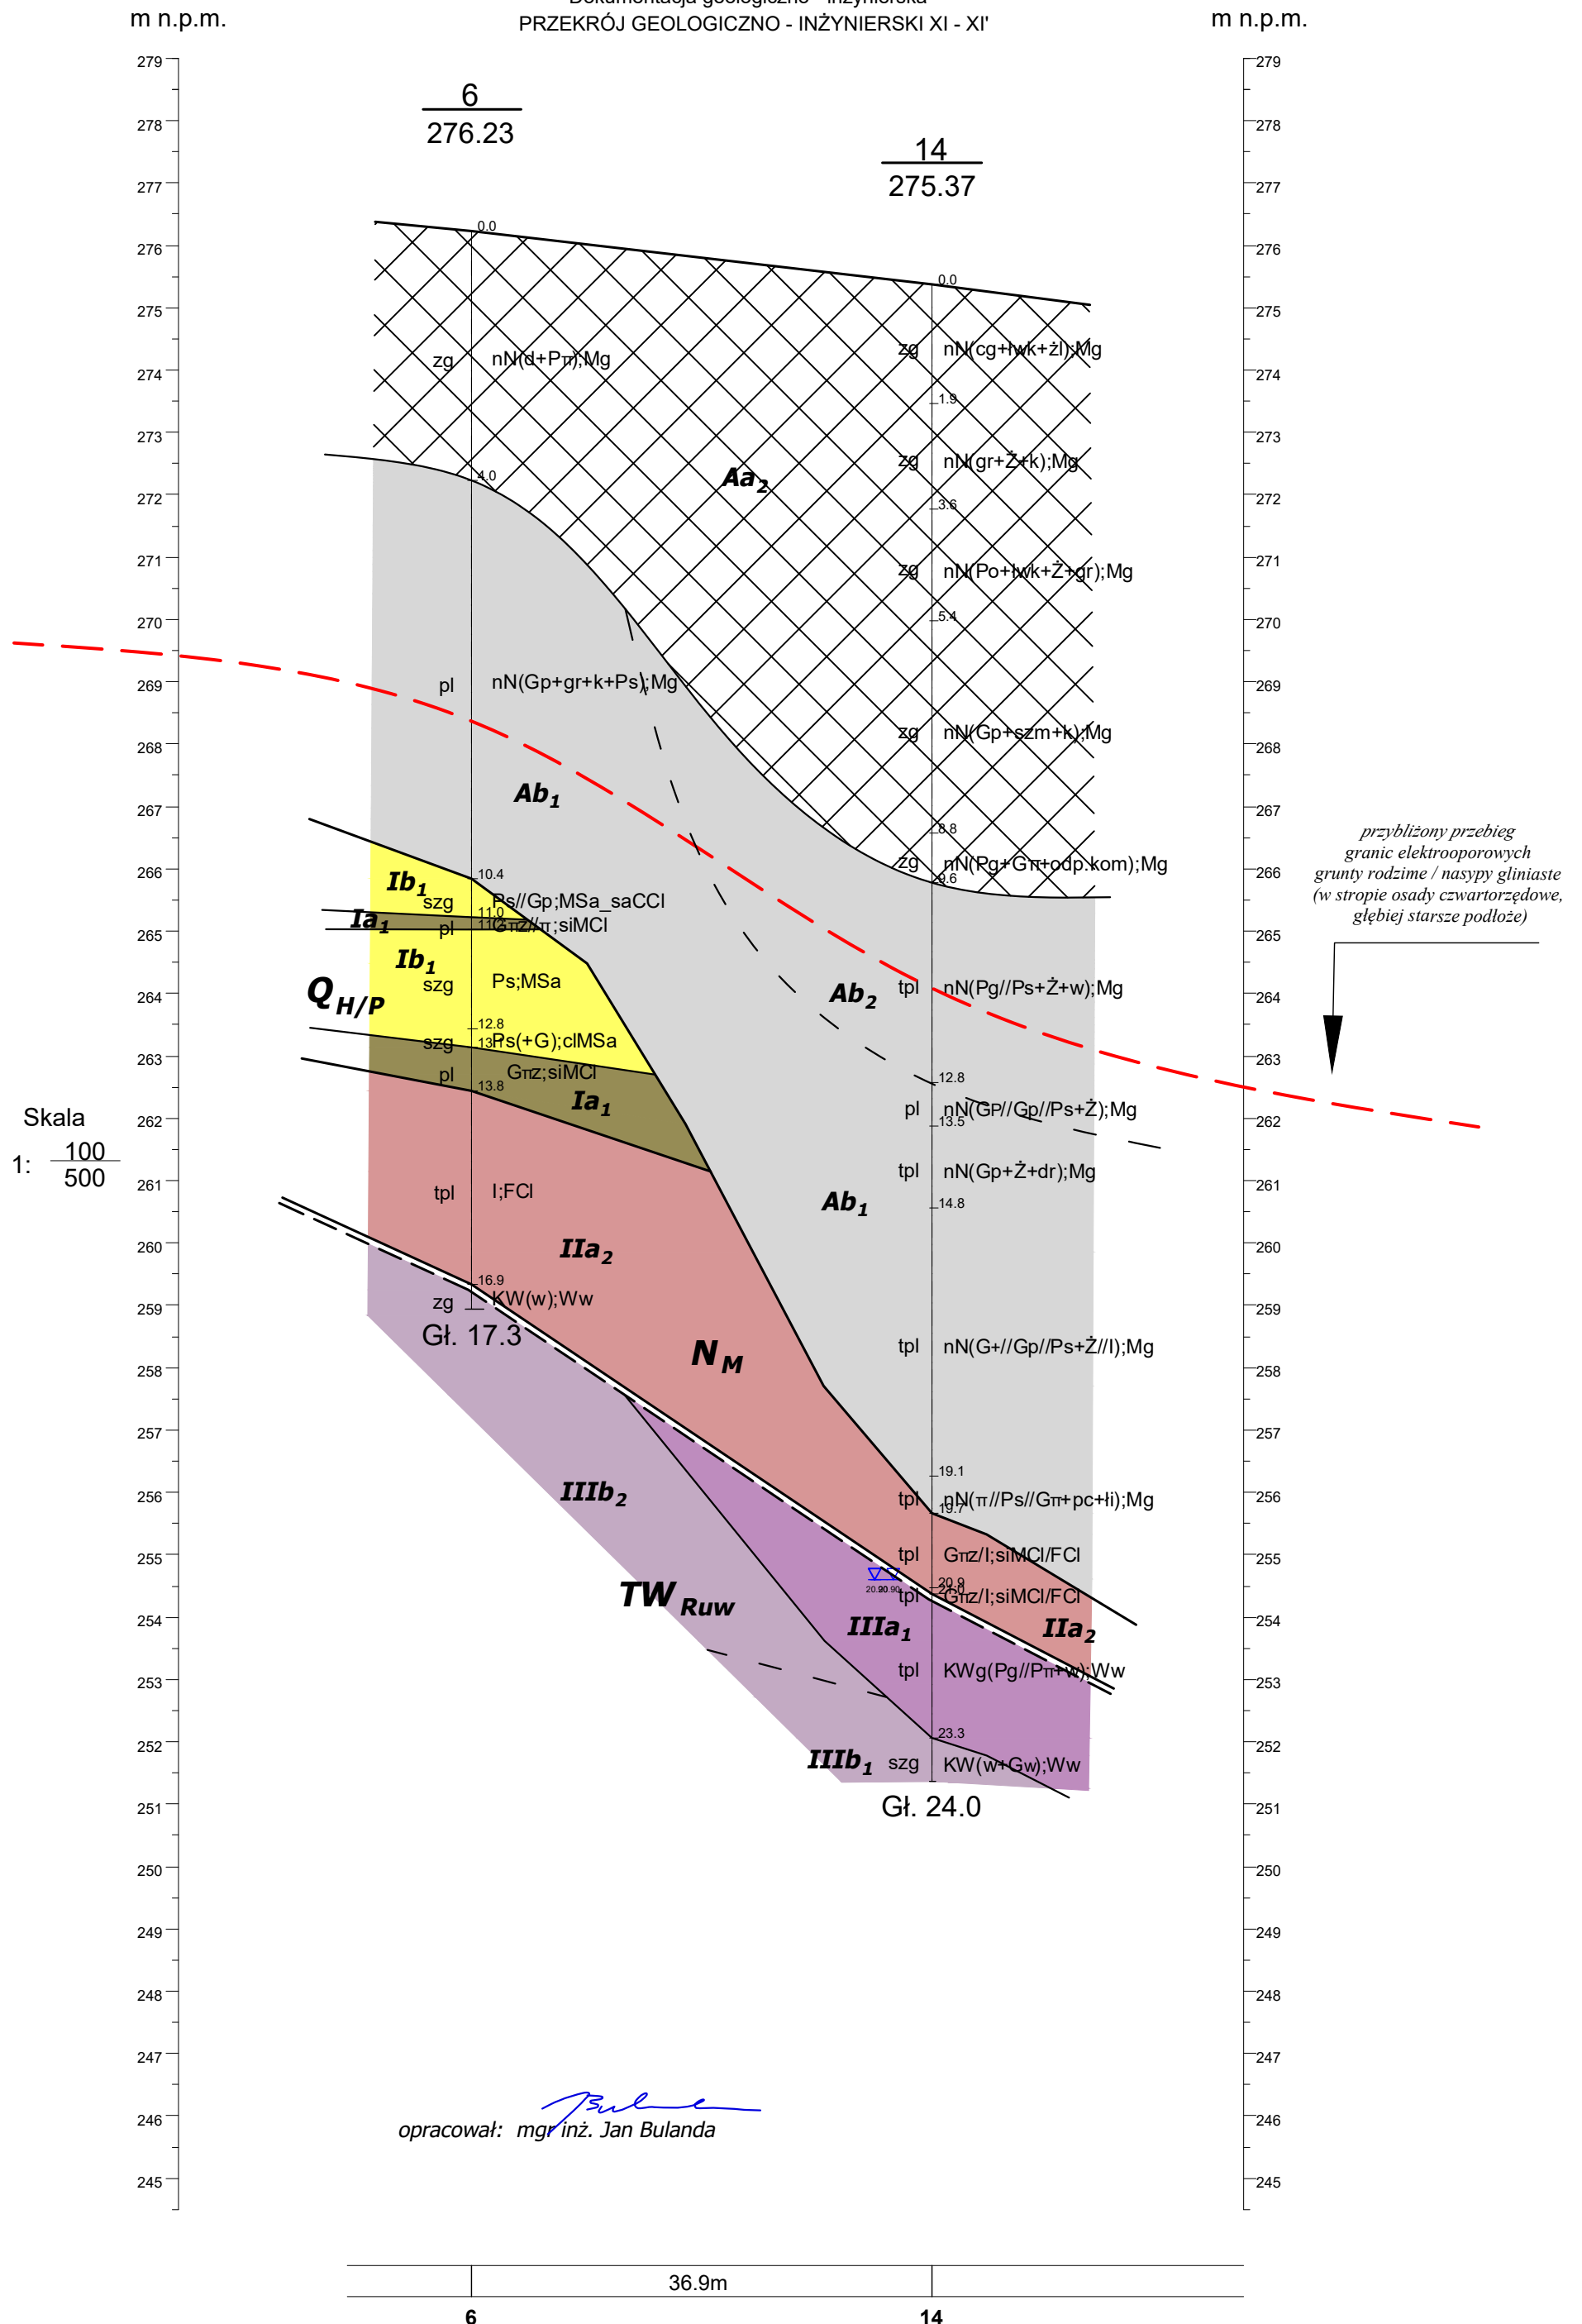 Dokumentacja geologiczno - inżynierska
m n.p.m.
PRZEKRÓJ GEOLOGICZNO - INŻYNIERSKI XI - XI'
m n.p.m.
279
278
277
276
275
274
273
272
271
270
269
268
267
266
265
264
263
262
261
260
259
258
257
256
255
254
253
252
251
250
249
248
247
246
245
279
278
277
276
275
274
273
272
271
270
269
268
267
266
265
264
263
262
261
260
259
258
257
256
255
254
253
252
251
250
249
248
247
246
245
6
276.23
0.0
zg nN(d+Pπ);Mg
4.0
pl nN(Gp+gr+k+Ps);Mg
10.4
szg Ps//Gp;MSa_saCCl
11.0
pl Gπz//π;siMCl
szg Ps;MSa
12.8
szg Ps(+G);clMSa
13.1
pl Gπz;siMCl
13.8
tpl I;FCl
16.9
zg KW(w);Ww
Gł. 17.3
14
275.37
0.0
zg nN(cg+łwk+żl);Mg
1.9
zg nN(gr+Ż+k);Mg
3.6
zg nN(Po+łwk+Ż+gr);Mg
5.4
zg nN(Gp+szm+k);Mg
8.8
zg nN(Pg+Gπ+odp.kom);Mg
9.6
tpl nN(Pg//Ps+Ż+w);Mg
12.8
pl nN(GP//Gp//Ps+Ż);Mg
13.5
tpl nN(Gp+Ż+dr);Mg
14.8
tpl nN(G+//Gp//Ps+Ż//I);Mg
19.1
tpl nN(π//Ps//Gπ+pc+łi);Mg
19.7
tpl Gπz/I;siMCl/FCl
20.9
21.0
tpl Gπz/I;siMCl/FCl
tpl KWg(Pg//Pπ+w);Ww
23.3
szg KW(w+Gw);Ww
Gł. 24.0
20.90
Aa2
Ab1
Ab2
Ab1
Ib1
Ia1
Ib1
QH/P
Ia1
IIa2
NM
IIIb2
TWRuw
IIIa1
IIa2
IIIb1
przybliżony przebieg
granic elektrooporowych
grunty rodzime / nasypy gliniaste
(w stropie osady czwartorzędowe,
głębiej starsze podłoże)
Skala
1: 100
500
opracował: mgr inż. Jan Bulanda
36.9m
6
14